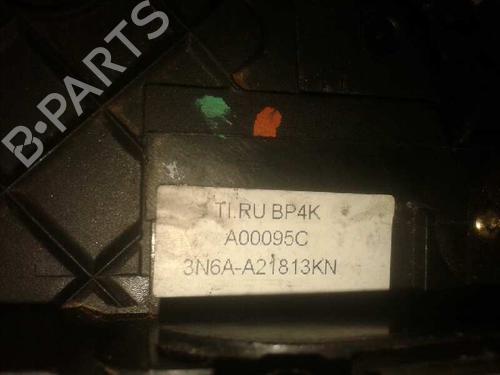 B-PARTS
TI.RU BP4K
A00095C
3N6A-A21813KN